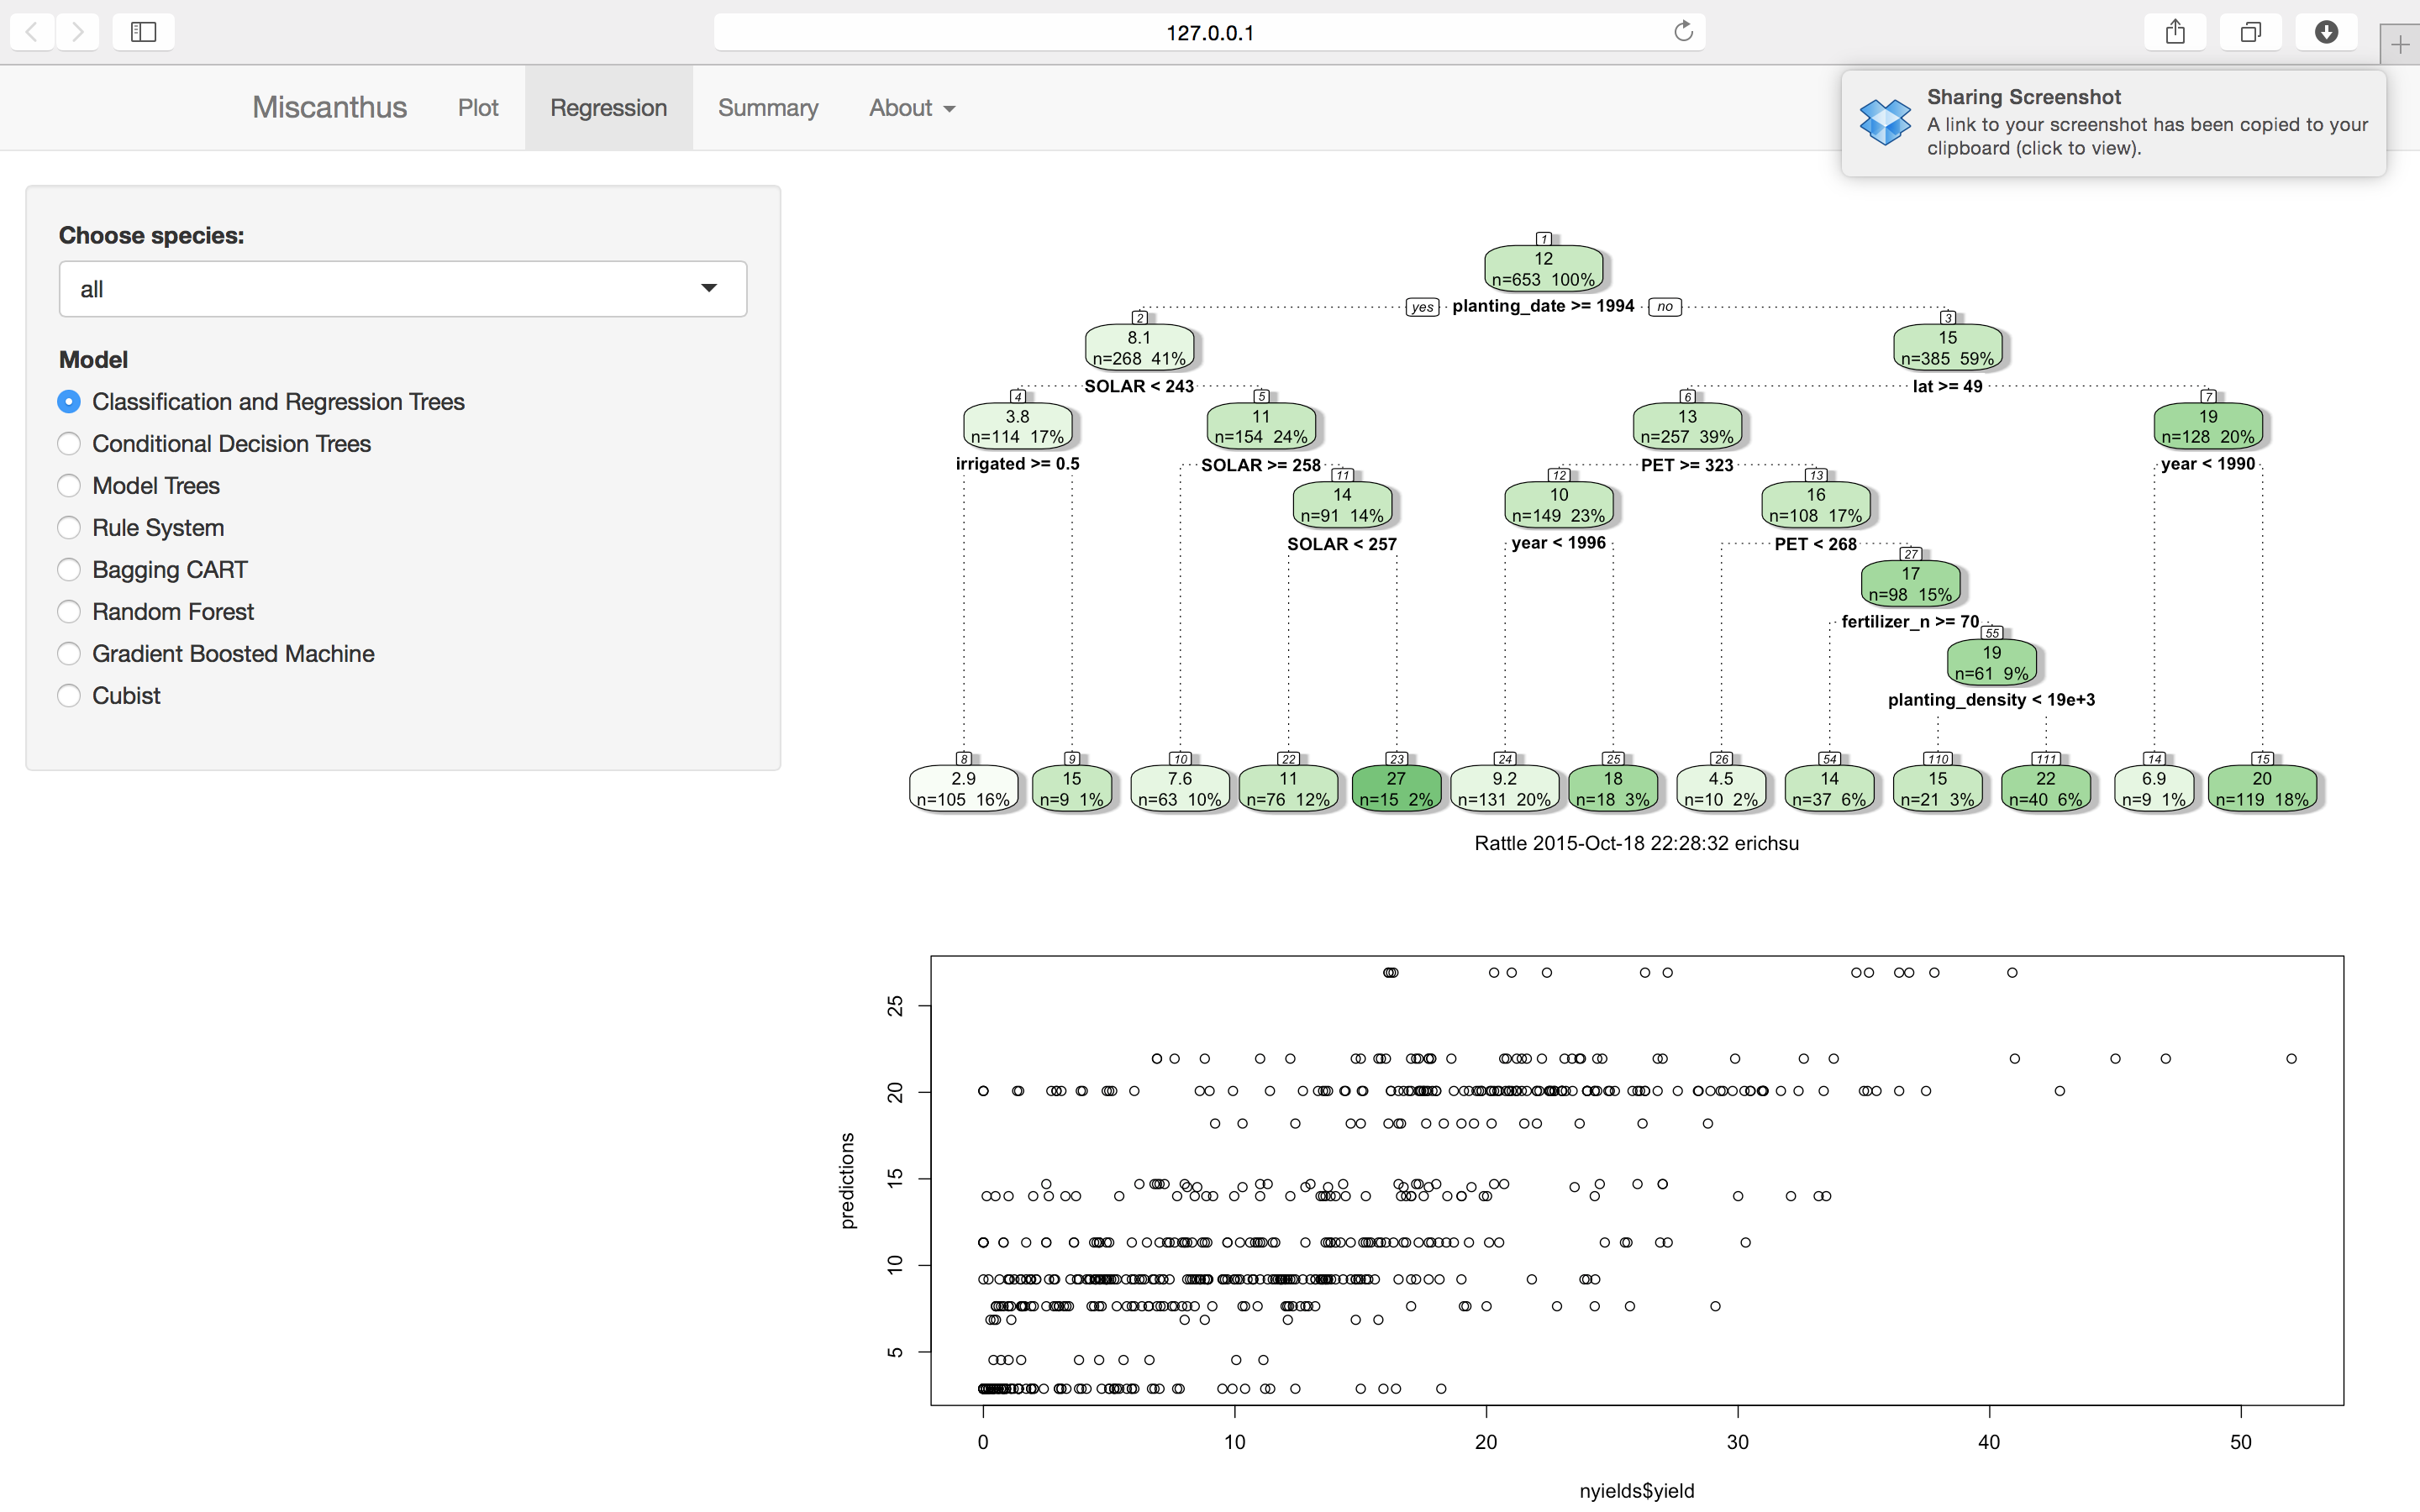 127.0.0.1
Miscanthus Plot Regression Summary About
Sharing Screenshot
A link to your screenshot has been copied to your
clipboard (click to view).
Choose species:
all
Model
Classification and Regression Trees
Conditional Decision Trees
Model Trees
Rule System
Bagging CART
Random Forest
Gradient Boosted Machine
Cubist
1
12
n=653 100%
yes planting_date >= 1994 no
2 3
8.1 15
n=268 41% n=385 59%
SOLAR < 243 lat >= 49
4 5 6 7
3.8 11 13 19
n=114 17% n=154 24% n=257 39% n=128 20%
irrigated >= 0.5 SOLAR >= 258 PET >= 323 year < 1990
11 12 13
14 10 16
n=91 14% n=149 23% n=108 17%
SOLAR < 257 year < 1996 PET < 268
27
17
n=98 15%
fertilizer_n >= 70
55
19
n=61 9%
planting_density < 19e+3
8 9 10 22 23 24 25 26 54 110 111 14 15
2.9 15 7.6 11 27 9.2 18 4.5 14 15 22 6.9 20
n=105 16% n=9 1% n=63 10% n=76 12% n=15 2% n=131 20% n=18 3% n=10 2% n=37 6% n=21 3% n=40 6% n=9 1% n=119 18%
Rattle 2015-Oct-18 22:28:32 erichsu
predictions
25
20
15
10
5
0 10 20 30 40 50
nyields$yield